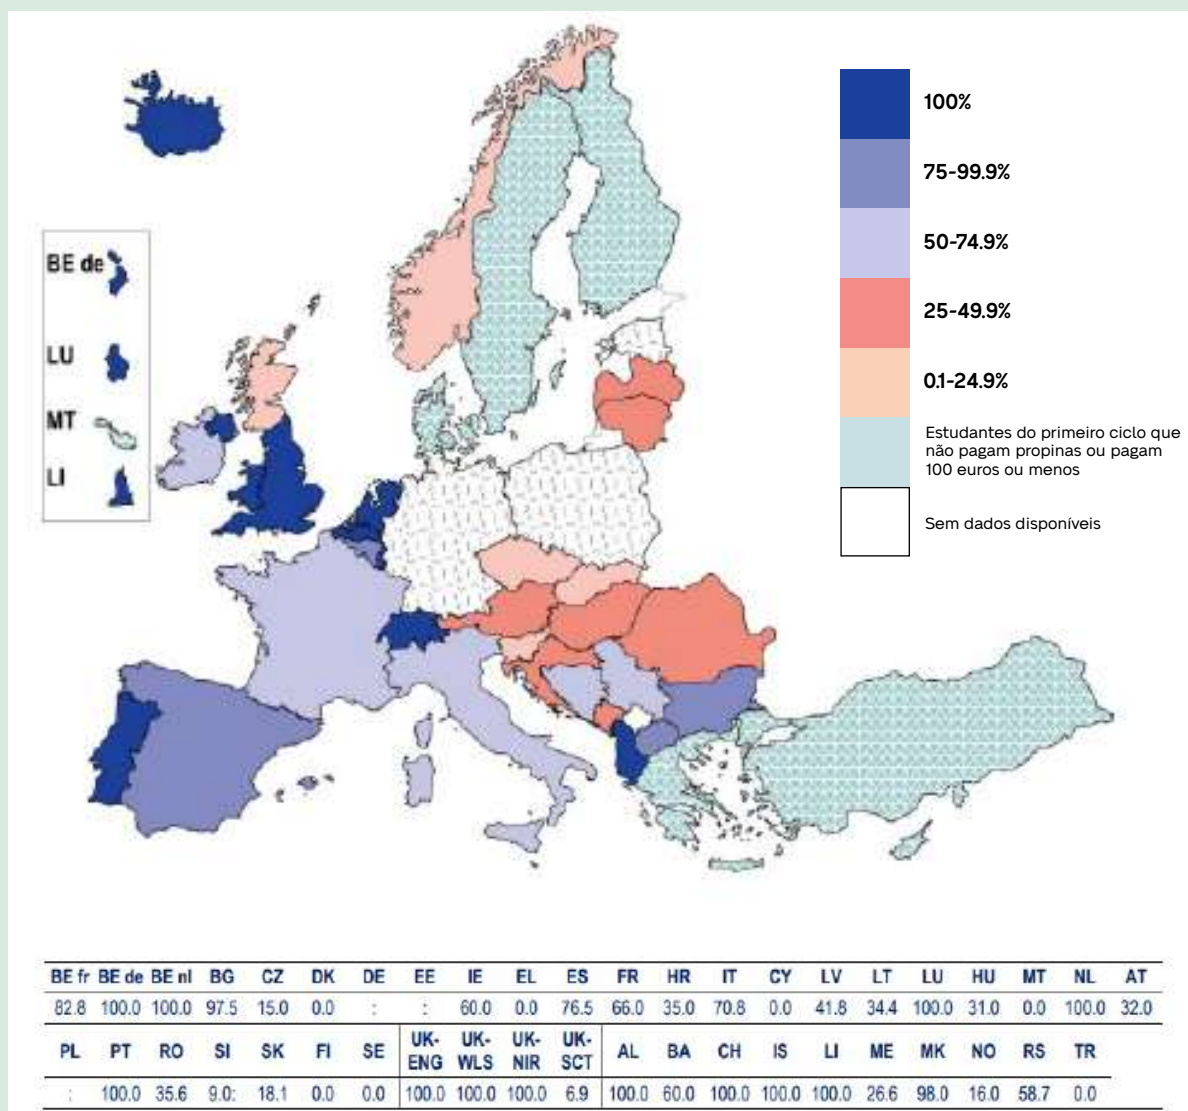 100%
75-99.9%
50-74.9%
25-49.9%
0.1-24.9%
Estudantes do primeiro ciclo que
não pagam propinas ou pagam
100 euros ou menos
Sem dados disponíveis
BE de
LU
MT
LI
BE fr BE de BE nl BG CZ DK DE EE IE EL ES FR HR IT CY LV LT LU HU MT NL AT
82.8 100.0 100.0 97.5 15.0 0.0 : : 60.0 0.0 76.5 66.0 35.0 70.8 0.0 41.8 34.4 100.0 31.0 0.0 100.0 32.0
PL PT RO SI SK FI SE UK-ENG UK-WLS UK-NIR UK-SCT AL BA CH IS LI ME MK NO RS TR
: 100.0 35.6 9.0: 18.1 0.0 0.0 100.0 100.0 100.0 6.9 100.0 60.0 100.0 100.0 100.0 26.6 98.0 16.0 58.7 0.0